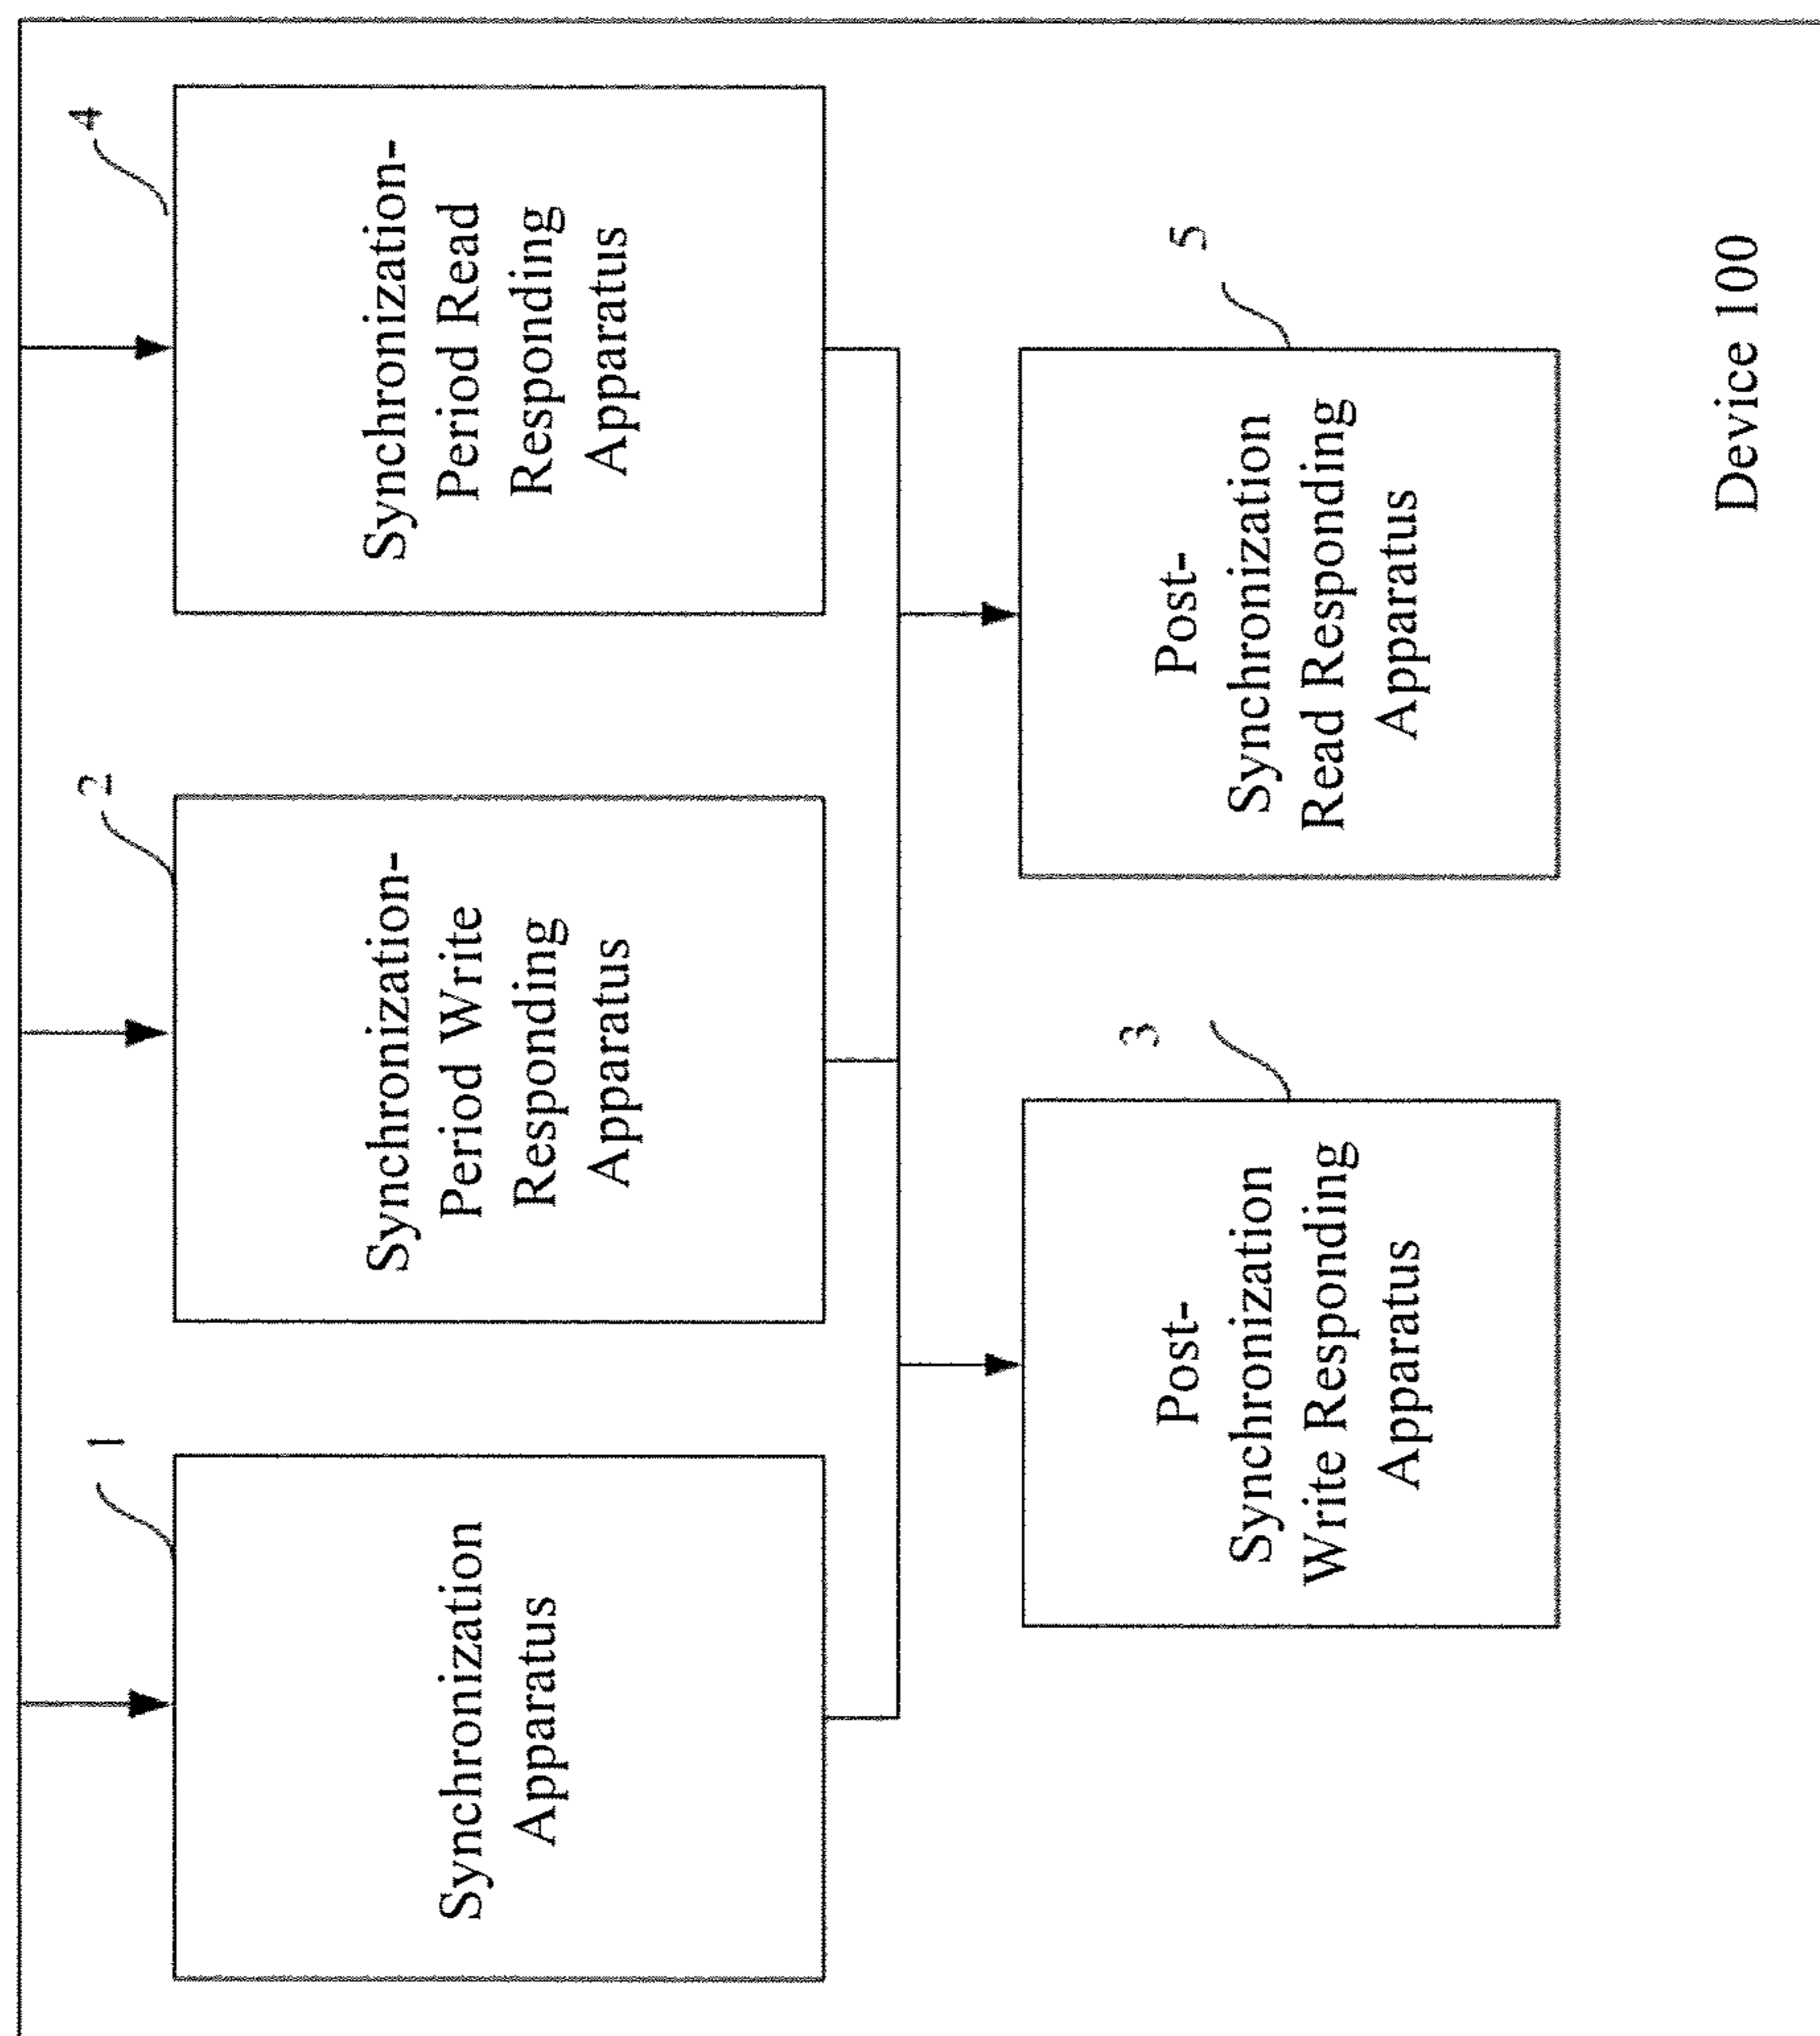 1
Synchronization
Apparatus
2
Synchronization-
Period Write
Responding
Apparatus
4
Synchronization-
Period Read
Responding
Apparatus
3
Post-
Synchronization
Write Responding
Apparatus
5
Post-
Synchronization
Read Responding
Apparatus
Device 100